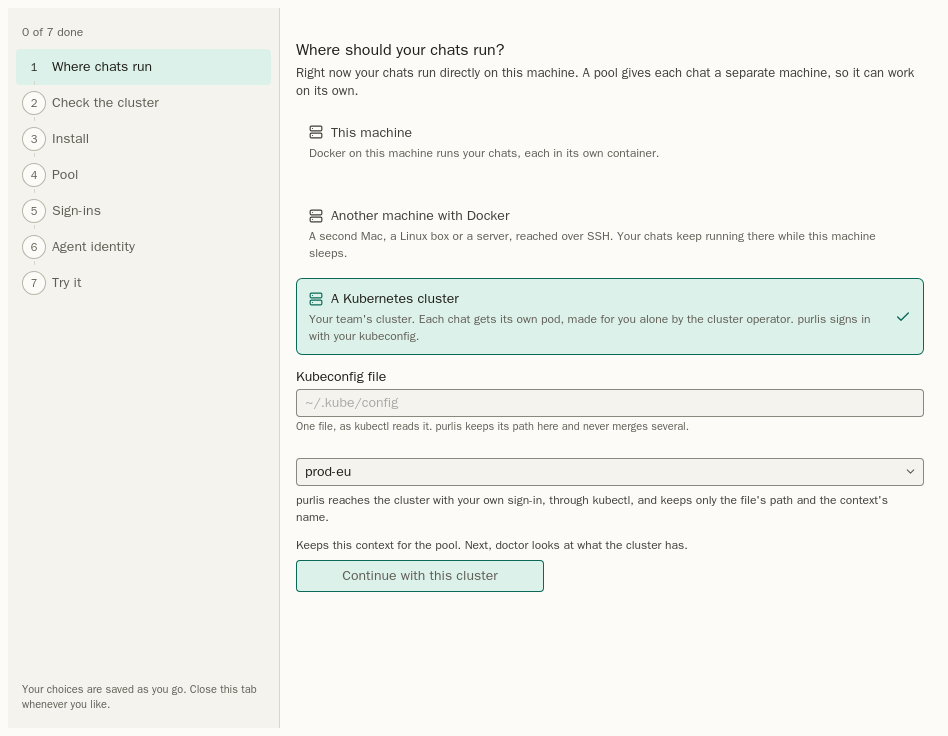 0 of 7 done
1 Where chats run
2 Check the cluster
3 Install
4 Pool
5 Sign-ins
6 Agent identity
7 Try it
Your choices are saved as you go. Close this tab
whenever you like.
Where should your chats run?
Right now your chats run directly on this machine. A pool gives each chat a separate machine, so it can work
on its own.
This machine
Docker on this machine runs your chats, each in its own container.
Another machine with Docker
A second Mac, a Linux box or a server, reached over SSH. Your chats keep running there while this machine
sleeps.
A Kubernetes cluster
Your team's cluster. Each chat gets its own pod, made for you alone by the cluster operator. purlis signs in
with your kubeconfig.
Kubeconfig file
~/.kube/config
One file, as kubectl reads it. purlis keeps its path here and never merges several.
prod-eu
purlis reaches the cluster with your own sign-in, through kubectl, and keeps only the file's path and the context's
name.
Keeps this context for the pool. Next, doctor looks at what the cluster has.
Continue with this cluster